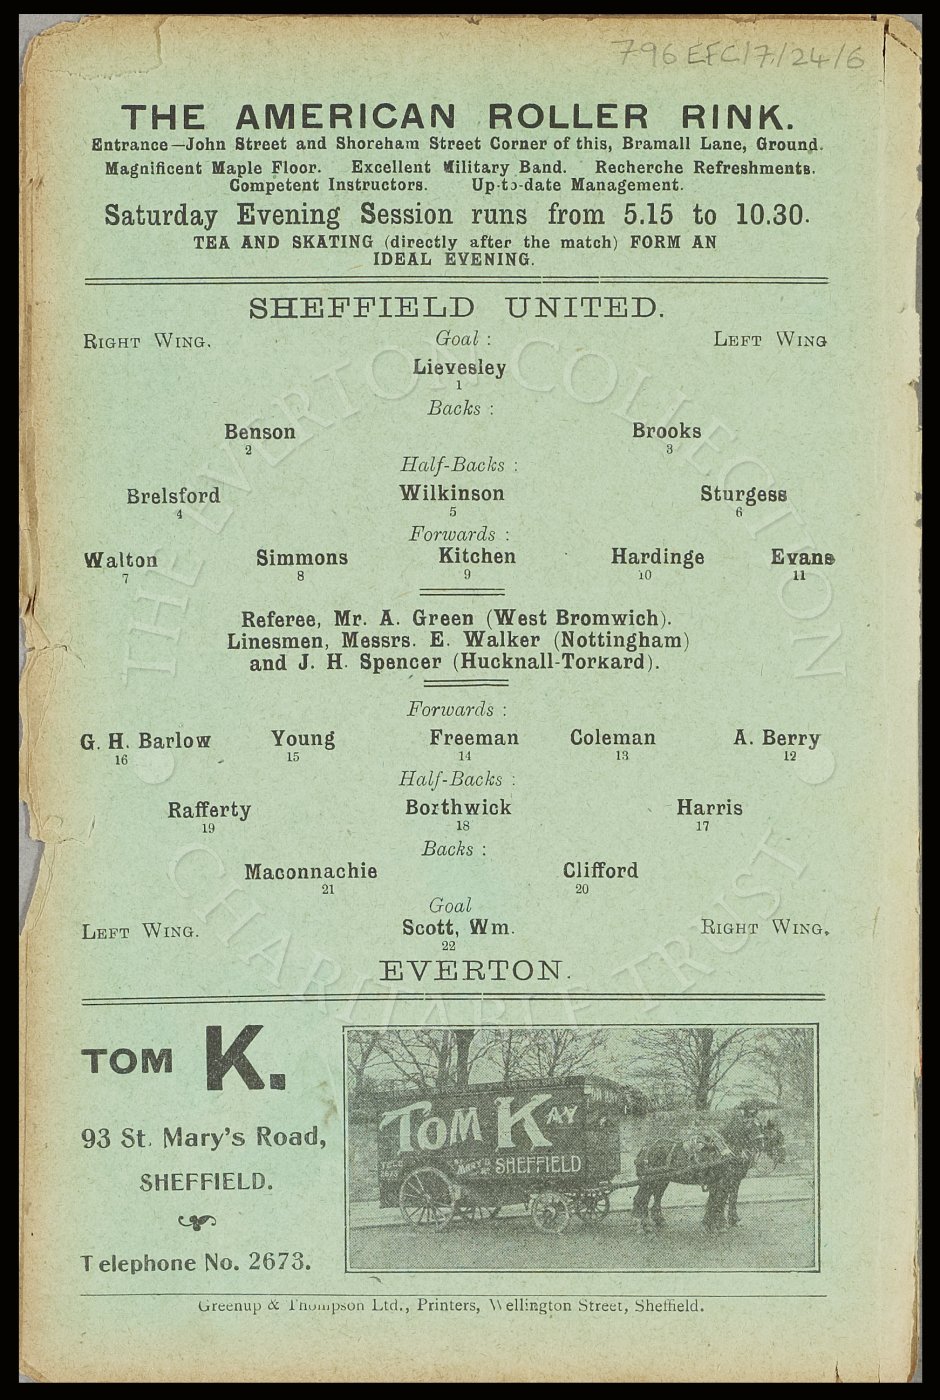 796 EFC/7/24/6
THE AMERICAN ROLLER RINK.
Entrance—John Street and Shoreham Street Corner of this, Bramall Lane, Ground.
Magnificent Maple Floor. Excellent Military Band. Recherche Refreshments.
Competent Instructors. Up-to-date Management.
Saturday Evening Session runs from 5.15 to 10.30.
TEA AND SKATING (directly after the match) FORM AN
IDEAL EVENING.
SHEFFIELD UNITED.
RIGHT WING. Goal : LEFT WING
Lievesley
1
Backs :
Benson Brooks
2 3
Half-Backs :
Brelsford Wilkinson Sturgess
4 5 6
Forwards :
Walton Simmons Kitchen Hardinge Evans
7 8 9 10 11
Referee, Mr. A. Green (West Bromwich).
Linesmen, Messrs. E. Walker (Nottingham)
and J. H. Spencer (Hucknall-Torkard).
Forwards :
G. H. Barlow Young Freeman Coleman A. Berry
16 15 14 13 12
Half-Backs :
Rafferty Borthwick Harris
19 18 17
Backs :
Maconnachie Clifford
21 20
Goal
LEFT WING. Scott, Wm. RIGHT WING.
22
EVERTON.
TOM K.
93 St. Mary's Road,
SHEFFIELD.
Telephone No. 2673.
TOM KAY
SHEFFIELD
Greenup & Thompson Ltd., Printers, Wellington Street, Sheffield.
THE EVERTON COLLECTION
CHARITABLE TRUST